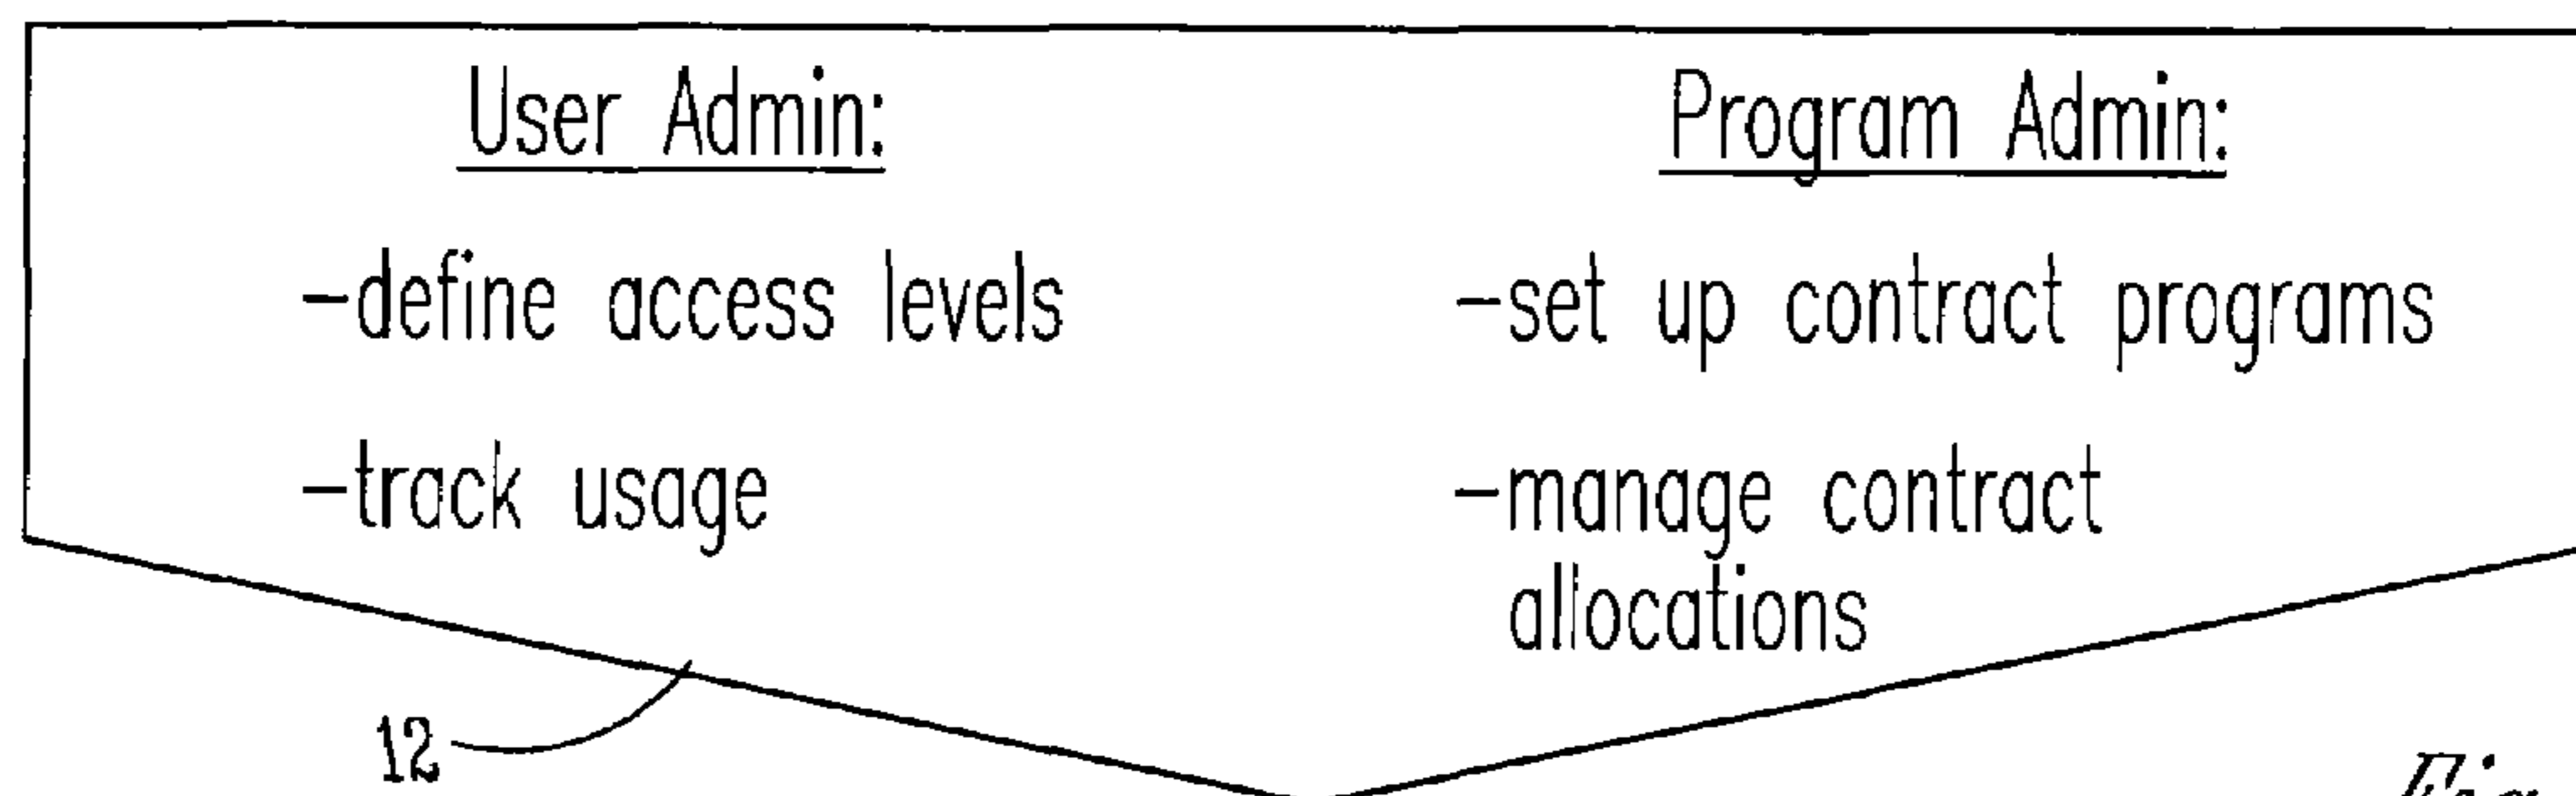 User Admin:
-define access levels
-track usage
Program Admin:
-set up contract programs
-manage contract
allocations
12